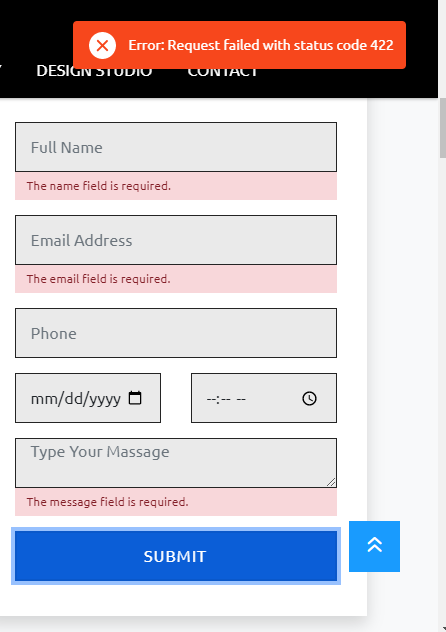 Error: Request failed with status code 422
DESIGN STUDIO
CONTACT
Full Name
The name field is required.
Email Address
The email field is required.
Phone
mm/dd/yyyy
--:-- --
Type Your Massage
The message field is required.
SUBMIT